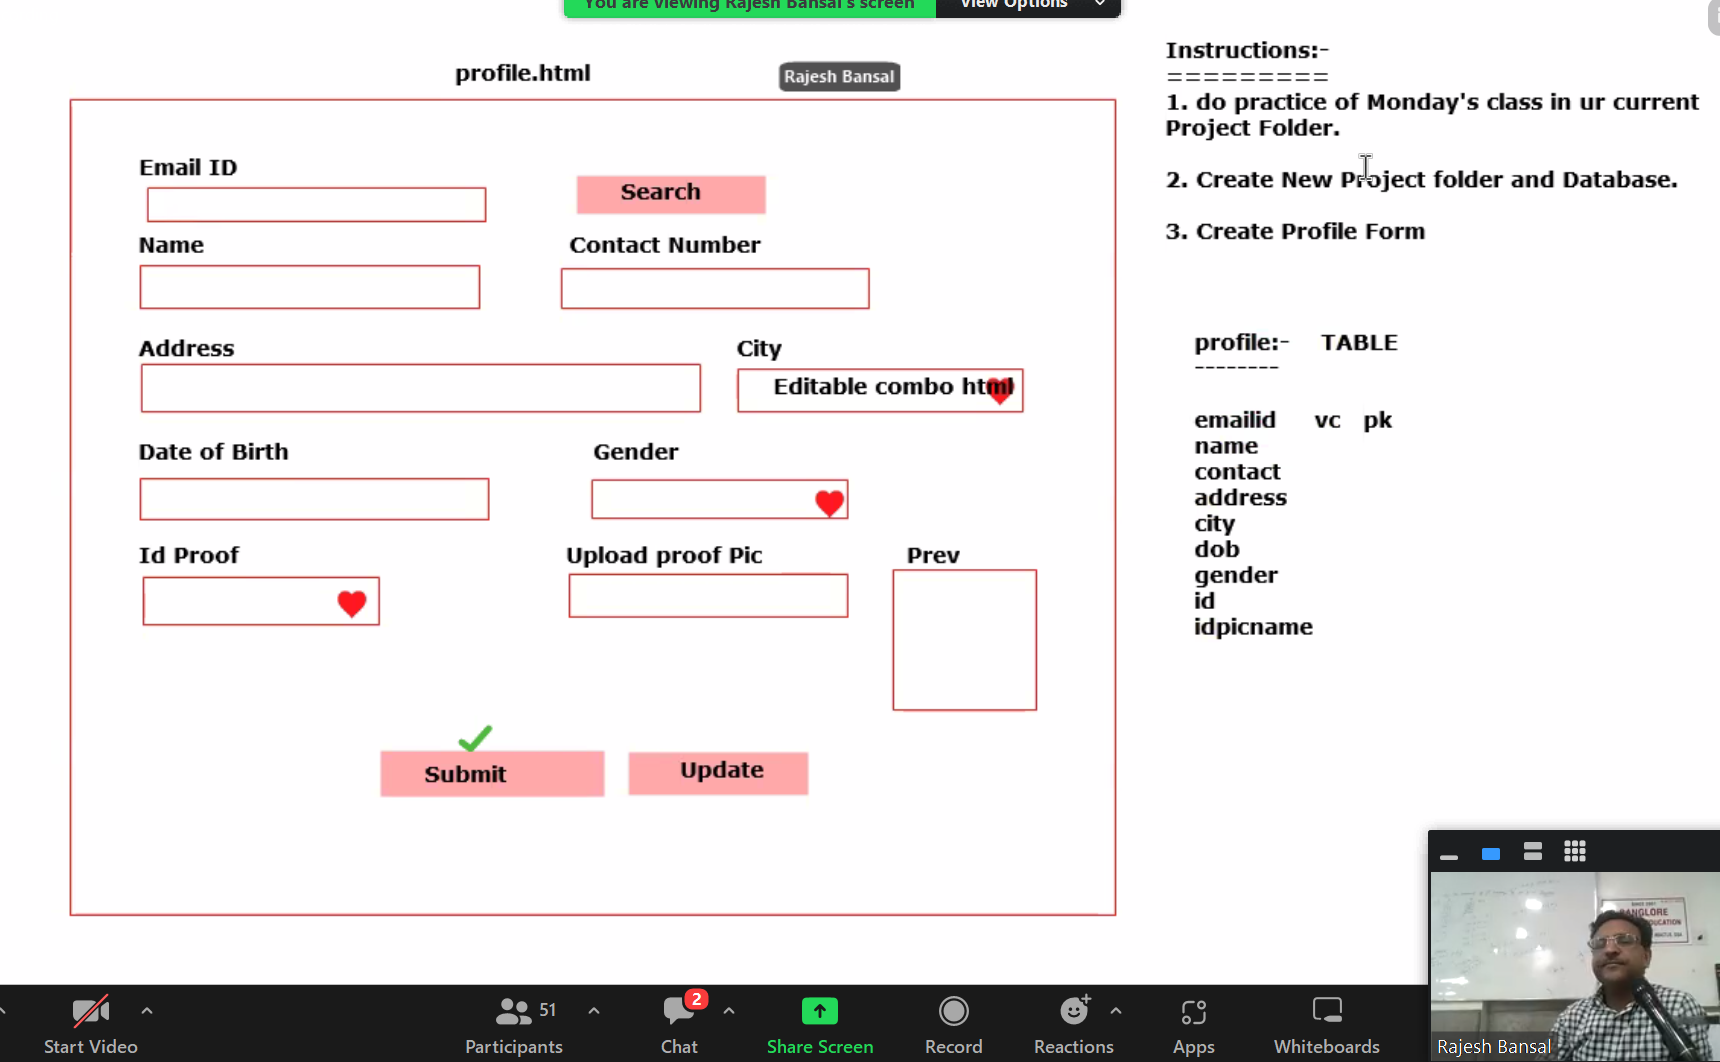 You are viewing Rajesh Bansal's screen View Options
profile.html
Rajesh Bansal
Email ID
Search
Name
Contact Number
Address
City
Editable combo html
Date of Birth
Gender
Id Proof
Upload proof Pic
Prev
Submit
Update
Instructions:-
=========
1. do practice of Monday's class in ur current
Project Folder.
2. Create New Project folder and Database.
3. Create Profile Form
profile:- TABLE
--------
emailid vc pk
name
contact
address
city
dob
gender
id
idpicname
EDUCATION
Rajesh Bansal
Start Video
51
Participants
2
Chat
Share Screen
Record
Reactions
Apps
Whiteboards